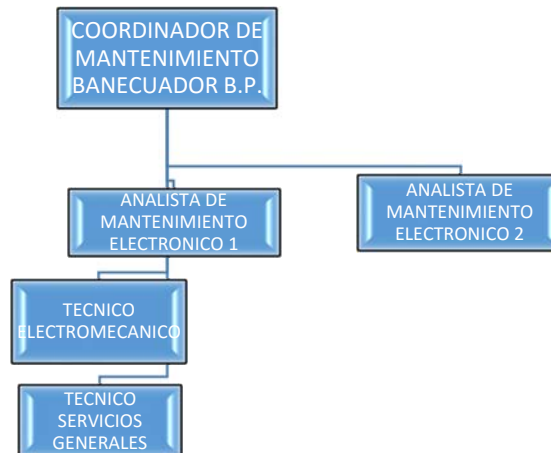 COORDINADOR DE
MANTENIMIENTO
BANECUADOR B.P.
ANALISTA DE
MANTENIMIENTO
ELECTRONICO 1
ANALISTA DE
MANTENIMIENTO
ELECTRONICO 2
TECNICO
ELECTROMECANICO
TECNICO
SERVICIOS
GENERALES